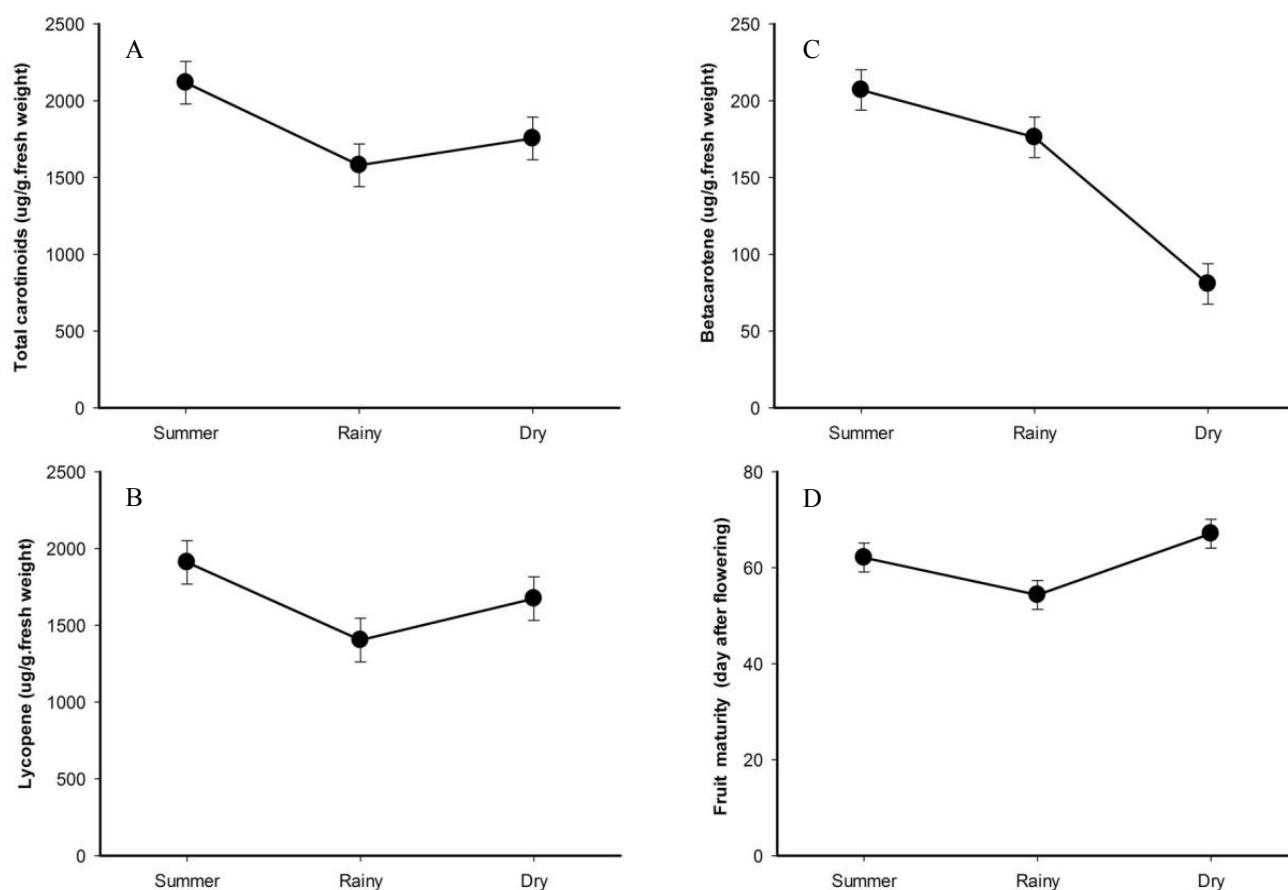 A
Total carotinoids (ug/g.fresh weight)
2500
2000
1500
1000
500
0
Summer Rainy Dry
C
Betacarotene (ug/g.fresh weight)
250
200
150
100
50
0
Summer Rainy Dry
B
Lycopene (ug/g.fresh weight)
2500
2000
1500
1000
500
0
Summer Rainy Dry
D
Fruit maturity (day after flowering)
80
60
40
20
0
Summer Rainy Dry